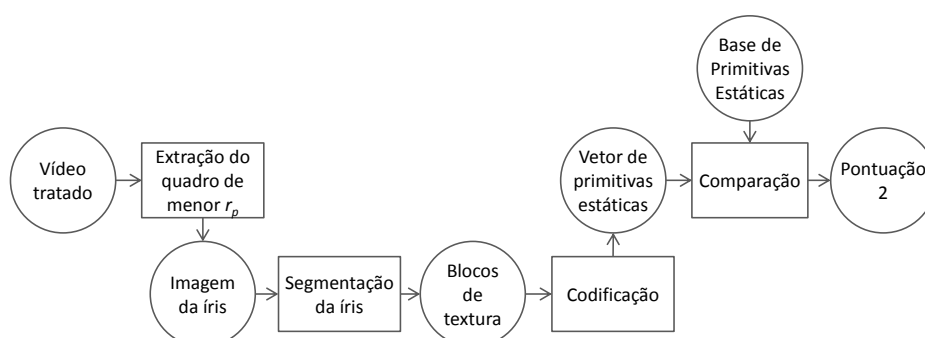 Vídeo
tratado
Extração do
quadro de
menor r_p
Imagem
da íris
Segmentação
da íris
Blocos
de
textura
Codificação
Vetor de
primitivas
estáticas
Base de
Primitivas
Estáticas
Comparação
Pontuação
2